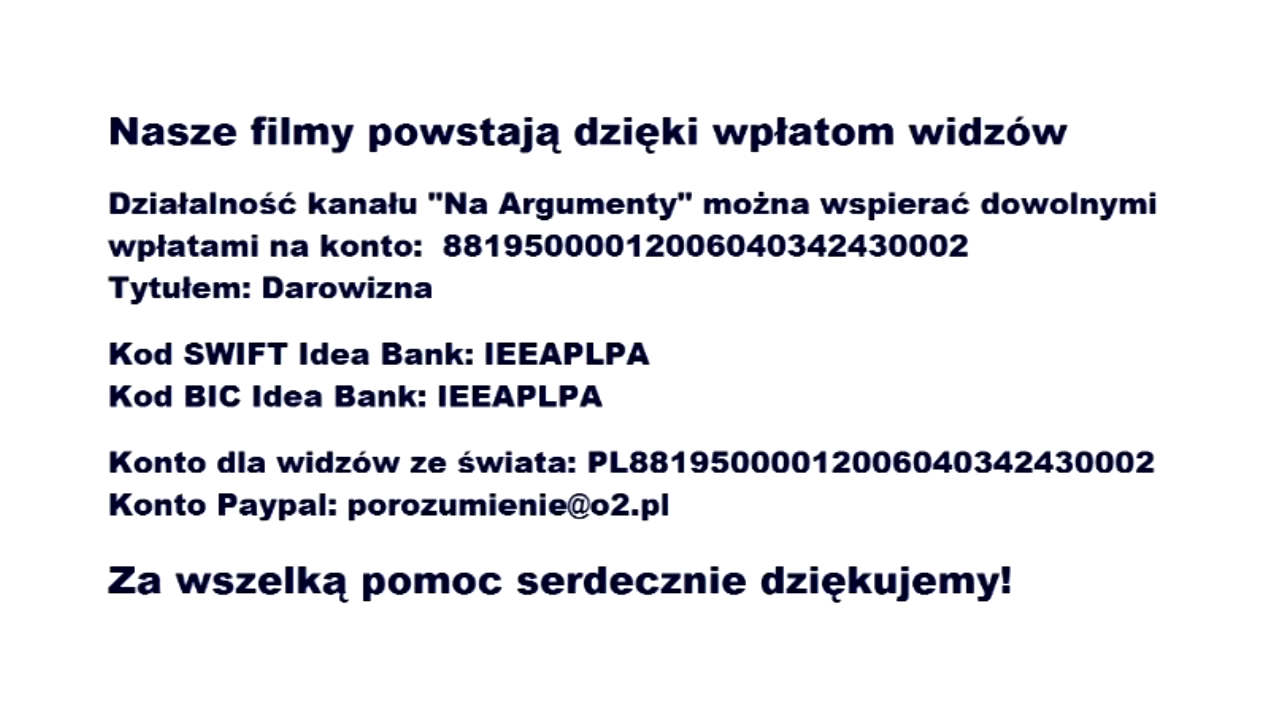 Nasze filmy powstają dzięki wpłatom widzów
Działalność kanału "Na Argumenty" można wspierać dowolnymi
wpłatami na konto: 88195000012006040342430002
Tytułem: Darowizna
Kod SWIFT Idea Bank: IEEAPLPA
Kod BIC Idea Bank: IEEAPLPA
Konto dla widzów ze świata: PL88195000012006040342430002
Konto Paypal: porozumienie@o2.pl
Za wszelką pomoc serdecznie dziękujemy!